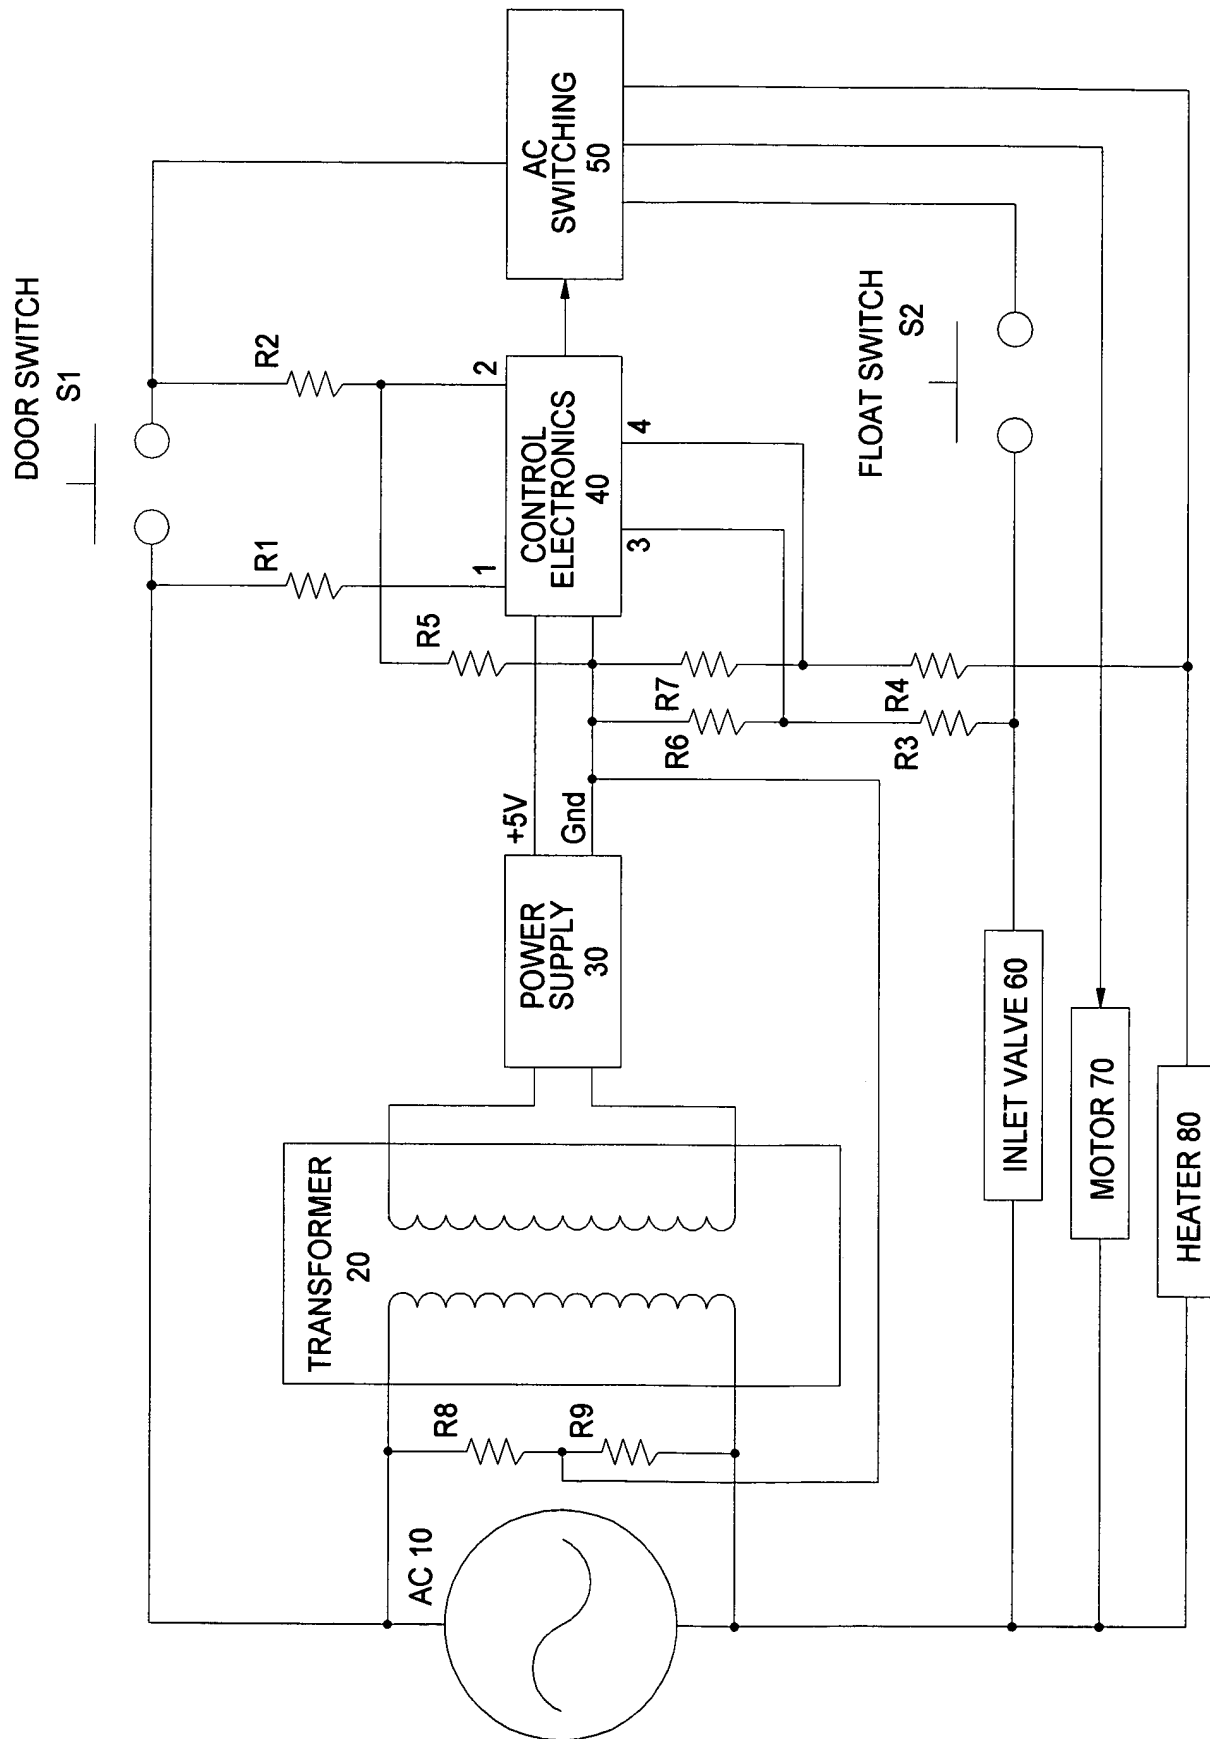 DOOR SWITCH
S1
R1
R2
R5
AC
SWITCHING
50
CONTROL
ELECTRONICS
40
1
2
3
4
+5V
Gnd
POWER
SUPPLY
30
TRANSFORMER
20
R8
R9
AC 10
R7
R6
R4
R3
FLOAT SWITCH
S2
INLET VALVE 60
MOTOR 70
HEATER 80